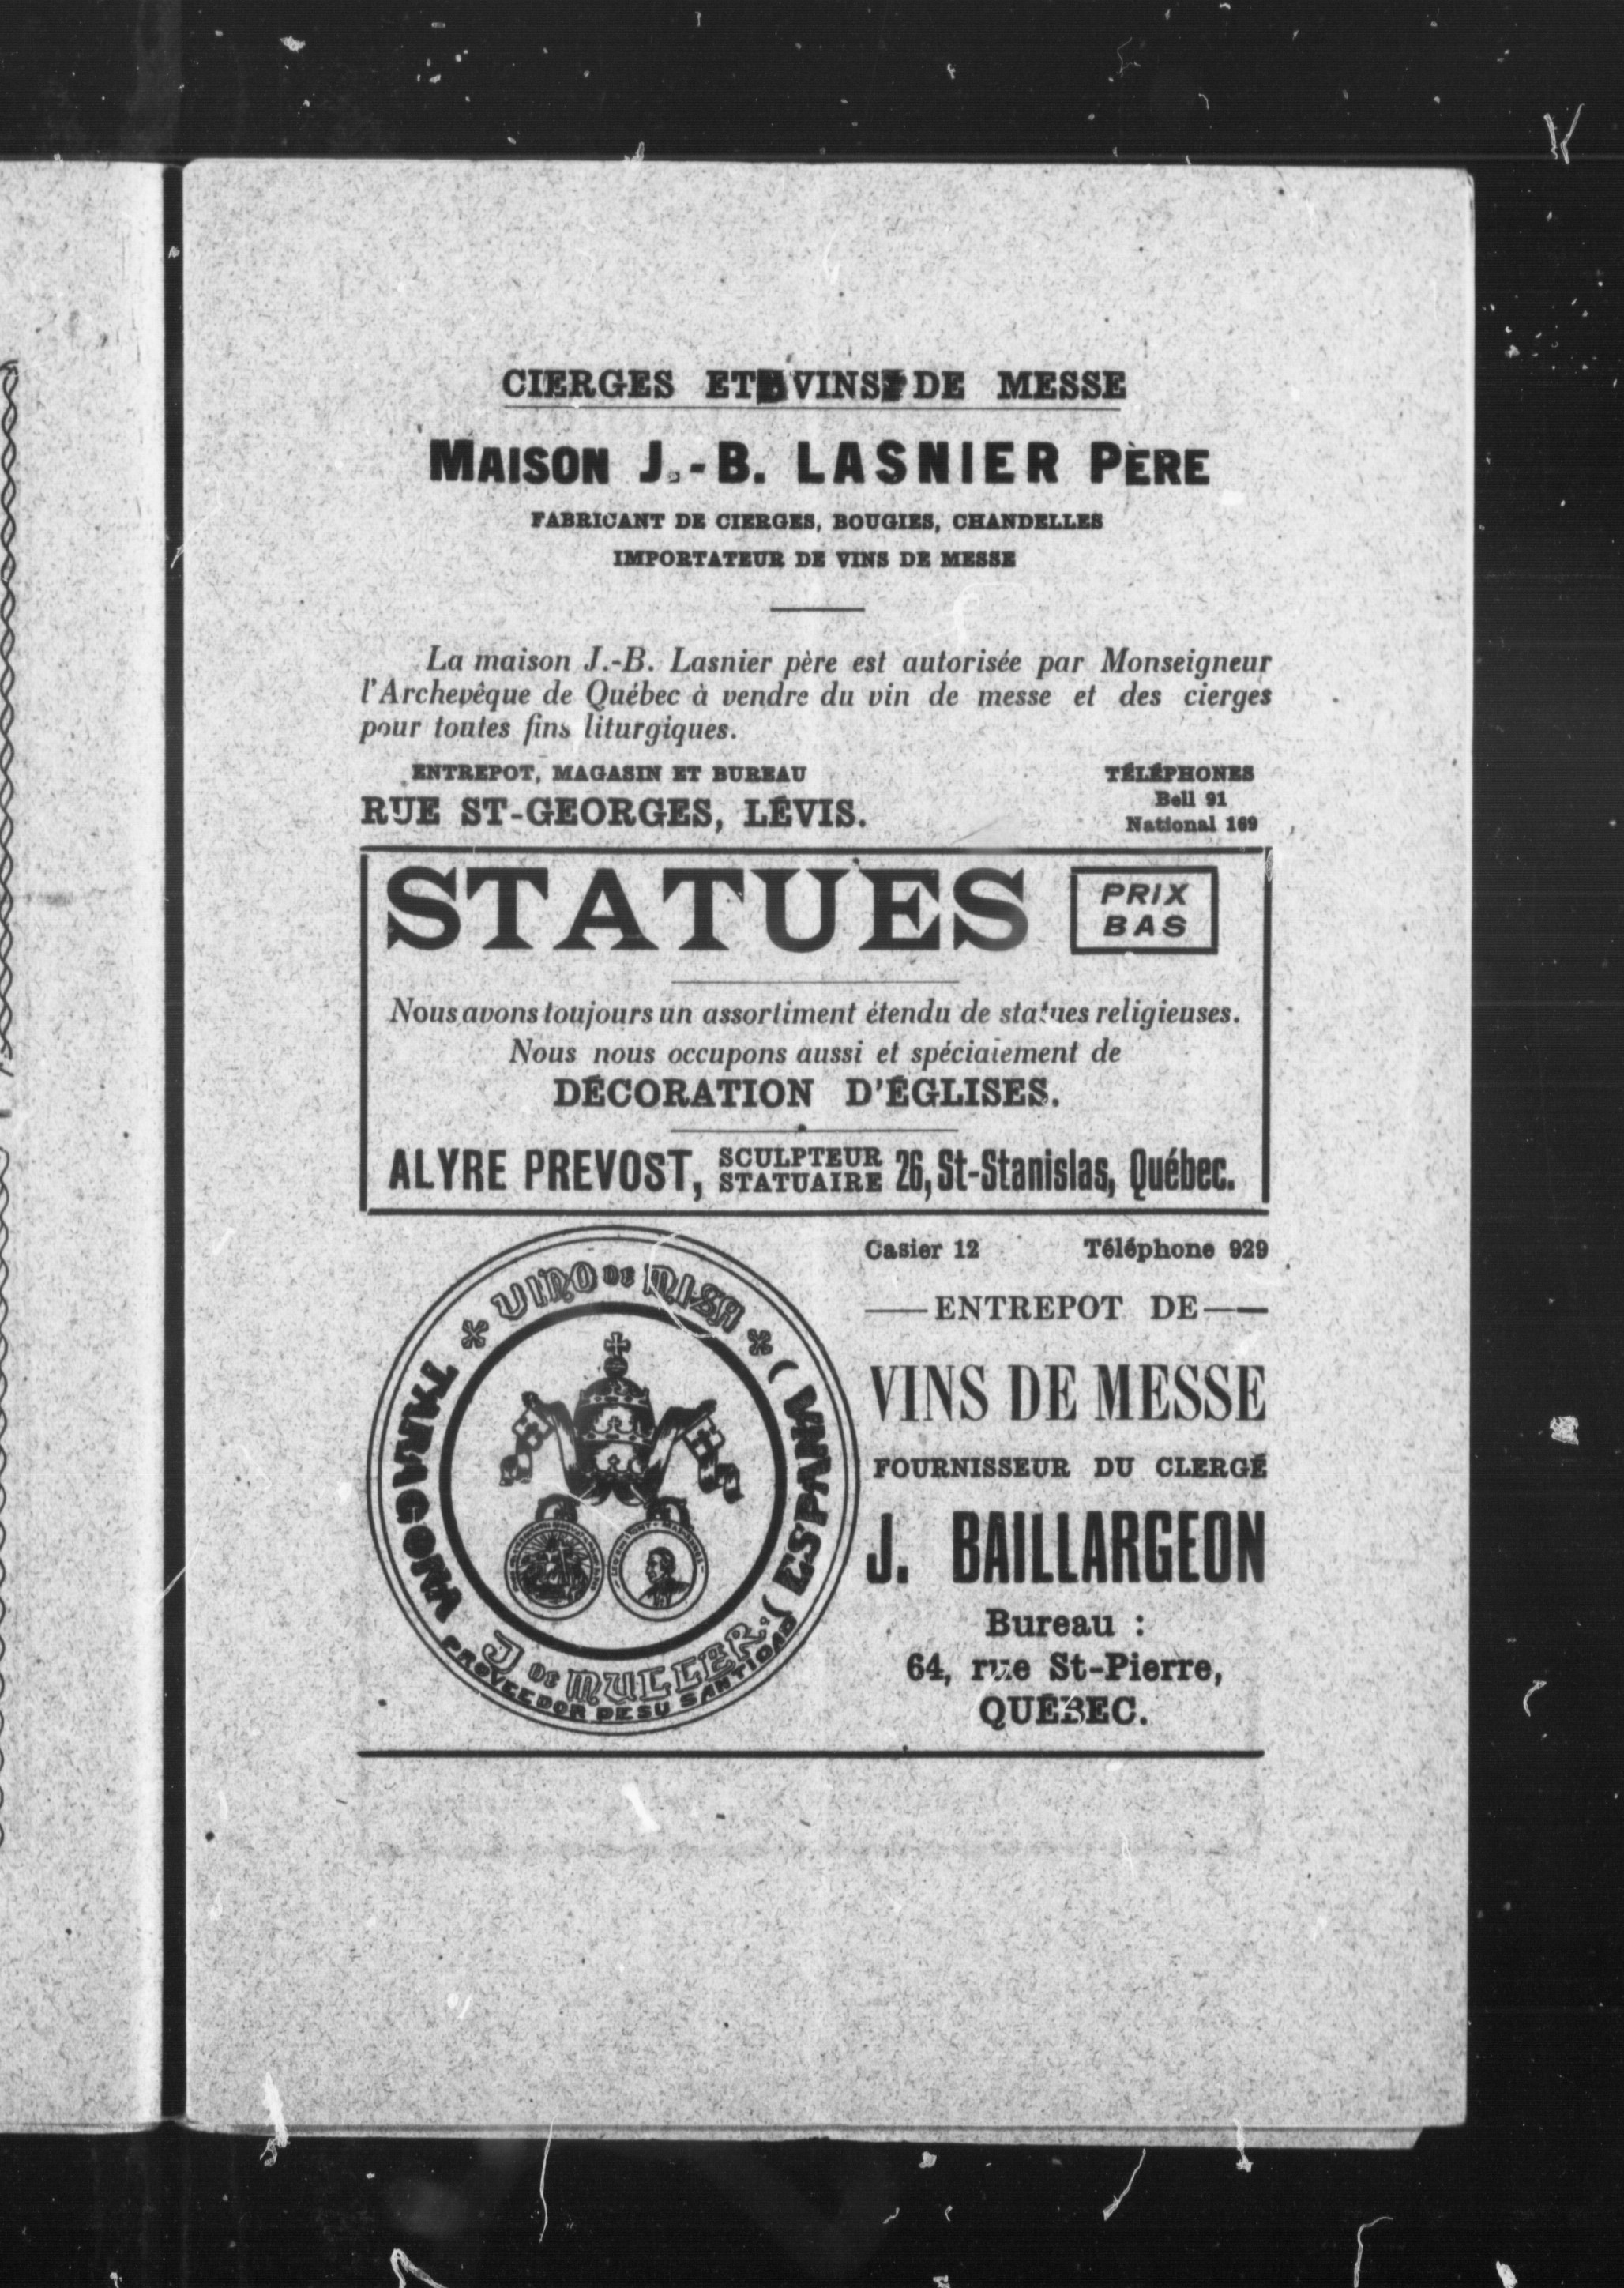 CIERGES ET VINS DE MESSE
MAISON J.-B. LASNIER PÈRE
FABRICANT DE CIERGES, BOUGIES, CHANDELLES
IMPORTATEUR DE VINS DE MESSE
La maison J.-B. Lasnier père est autorisée par Monseigneur
l'Archevêque de Québec à vendre du vin de messe et des cierges
pour toutes fins liturgiques.
ENTREPOT, MAGASIN ET BUREAU
RUE ST-GEORGES, LÉVIS.
TÉLÉPHONES
Bell 91
National 169
STATUES
PRIX
BAS
Nous avons toujours un assortiment étendu de statues religieuses.
Nous nous occupons aussi et spécialement de
DÉCORATION D'ÉGLISES.
ALYRE PREVOST, SCULPTEUR STATUAIRE 26, St-Stanislas, Québec.
VINO DE MISA
TARRAGONA
(ESPAÑA)
J. DE MULLER
PROVEEDOR DE SU SANTIDAD
Casier 12 Téléphone 929
ENTREPOT DE
VINS DE MESSE
FOURNISSEUR DU CLERGÉ
J. BAILLARGEON
Bureau :
64, rue St-Pierre,
QUÉBEC.